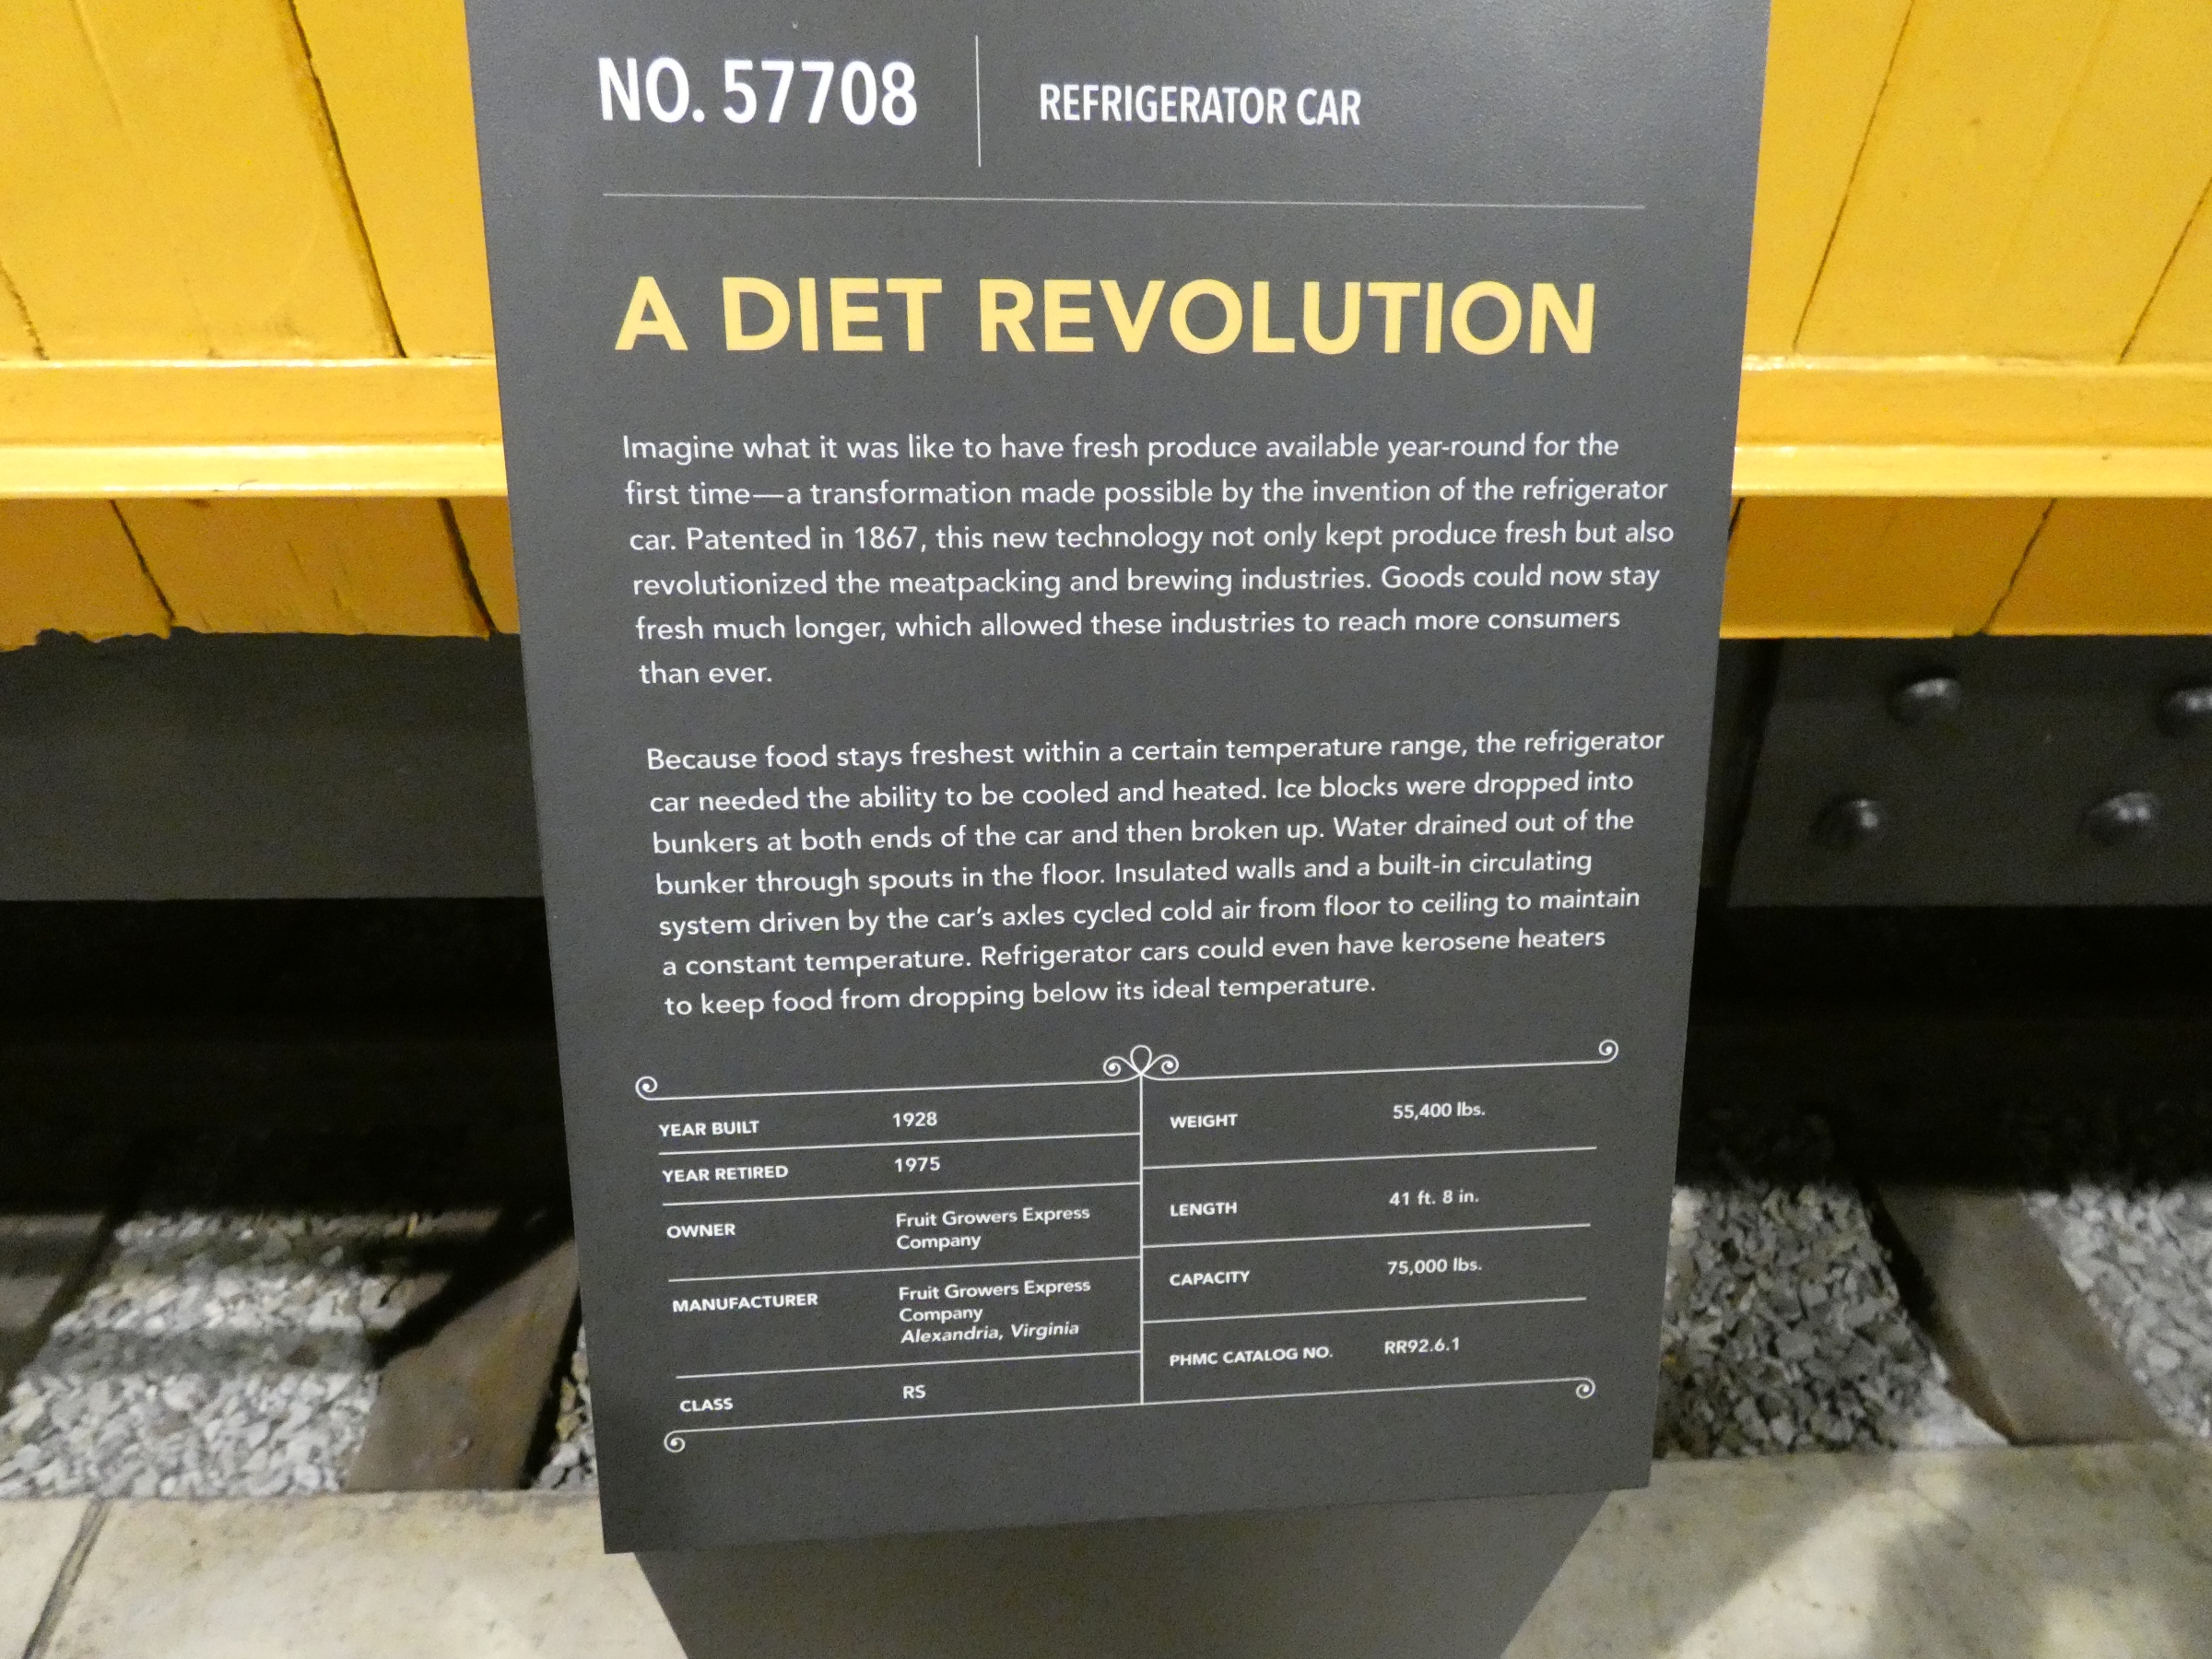 NO. 57708
REFRIGERATOR CAR
A DIET REVOLUTION
Imagine what it was like to have fresh produce available year-round for the
first time—a transformation made possible by the invention of the refrigerator
car. Patented in 1867, this new technology not only kept produce fresh but also
revolutionized the meatpacking and brewing industries. Goods could now stay
fresh much longer, which allowed these industries to reach more consumers
than ever.
Because food stays freshest within a certain temperature range, the refrigerator
car needed the ability to be cooled and heated. Ice blocks were dropped into
bunkers at both ends of the car and then broken up. Water drained out of the
bunker through spouts in the floor. Insulated walls and a built-in circulating
system driven by the car's axles cycled cold air from floor to ceiling to maintain
a constant temperature. Refrigerator cars could even have kerosene heaters
to keep food from dropping below its ideal temperature.
YEAR BUILT 1928
YEAR RETIRED 1975
OWNER Fruit Growers Express
Company
MANUFACTURER Fruit Growers Express
Company
Alexandria, Virginia
CLASS RS
WEIGHT 55,400 lbs.
LENGTH 41 ft. 8 in.
CAPACITY 75,000 lbs.
PHMC CATALOG NO. RR92.6.1